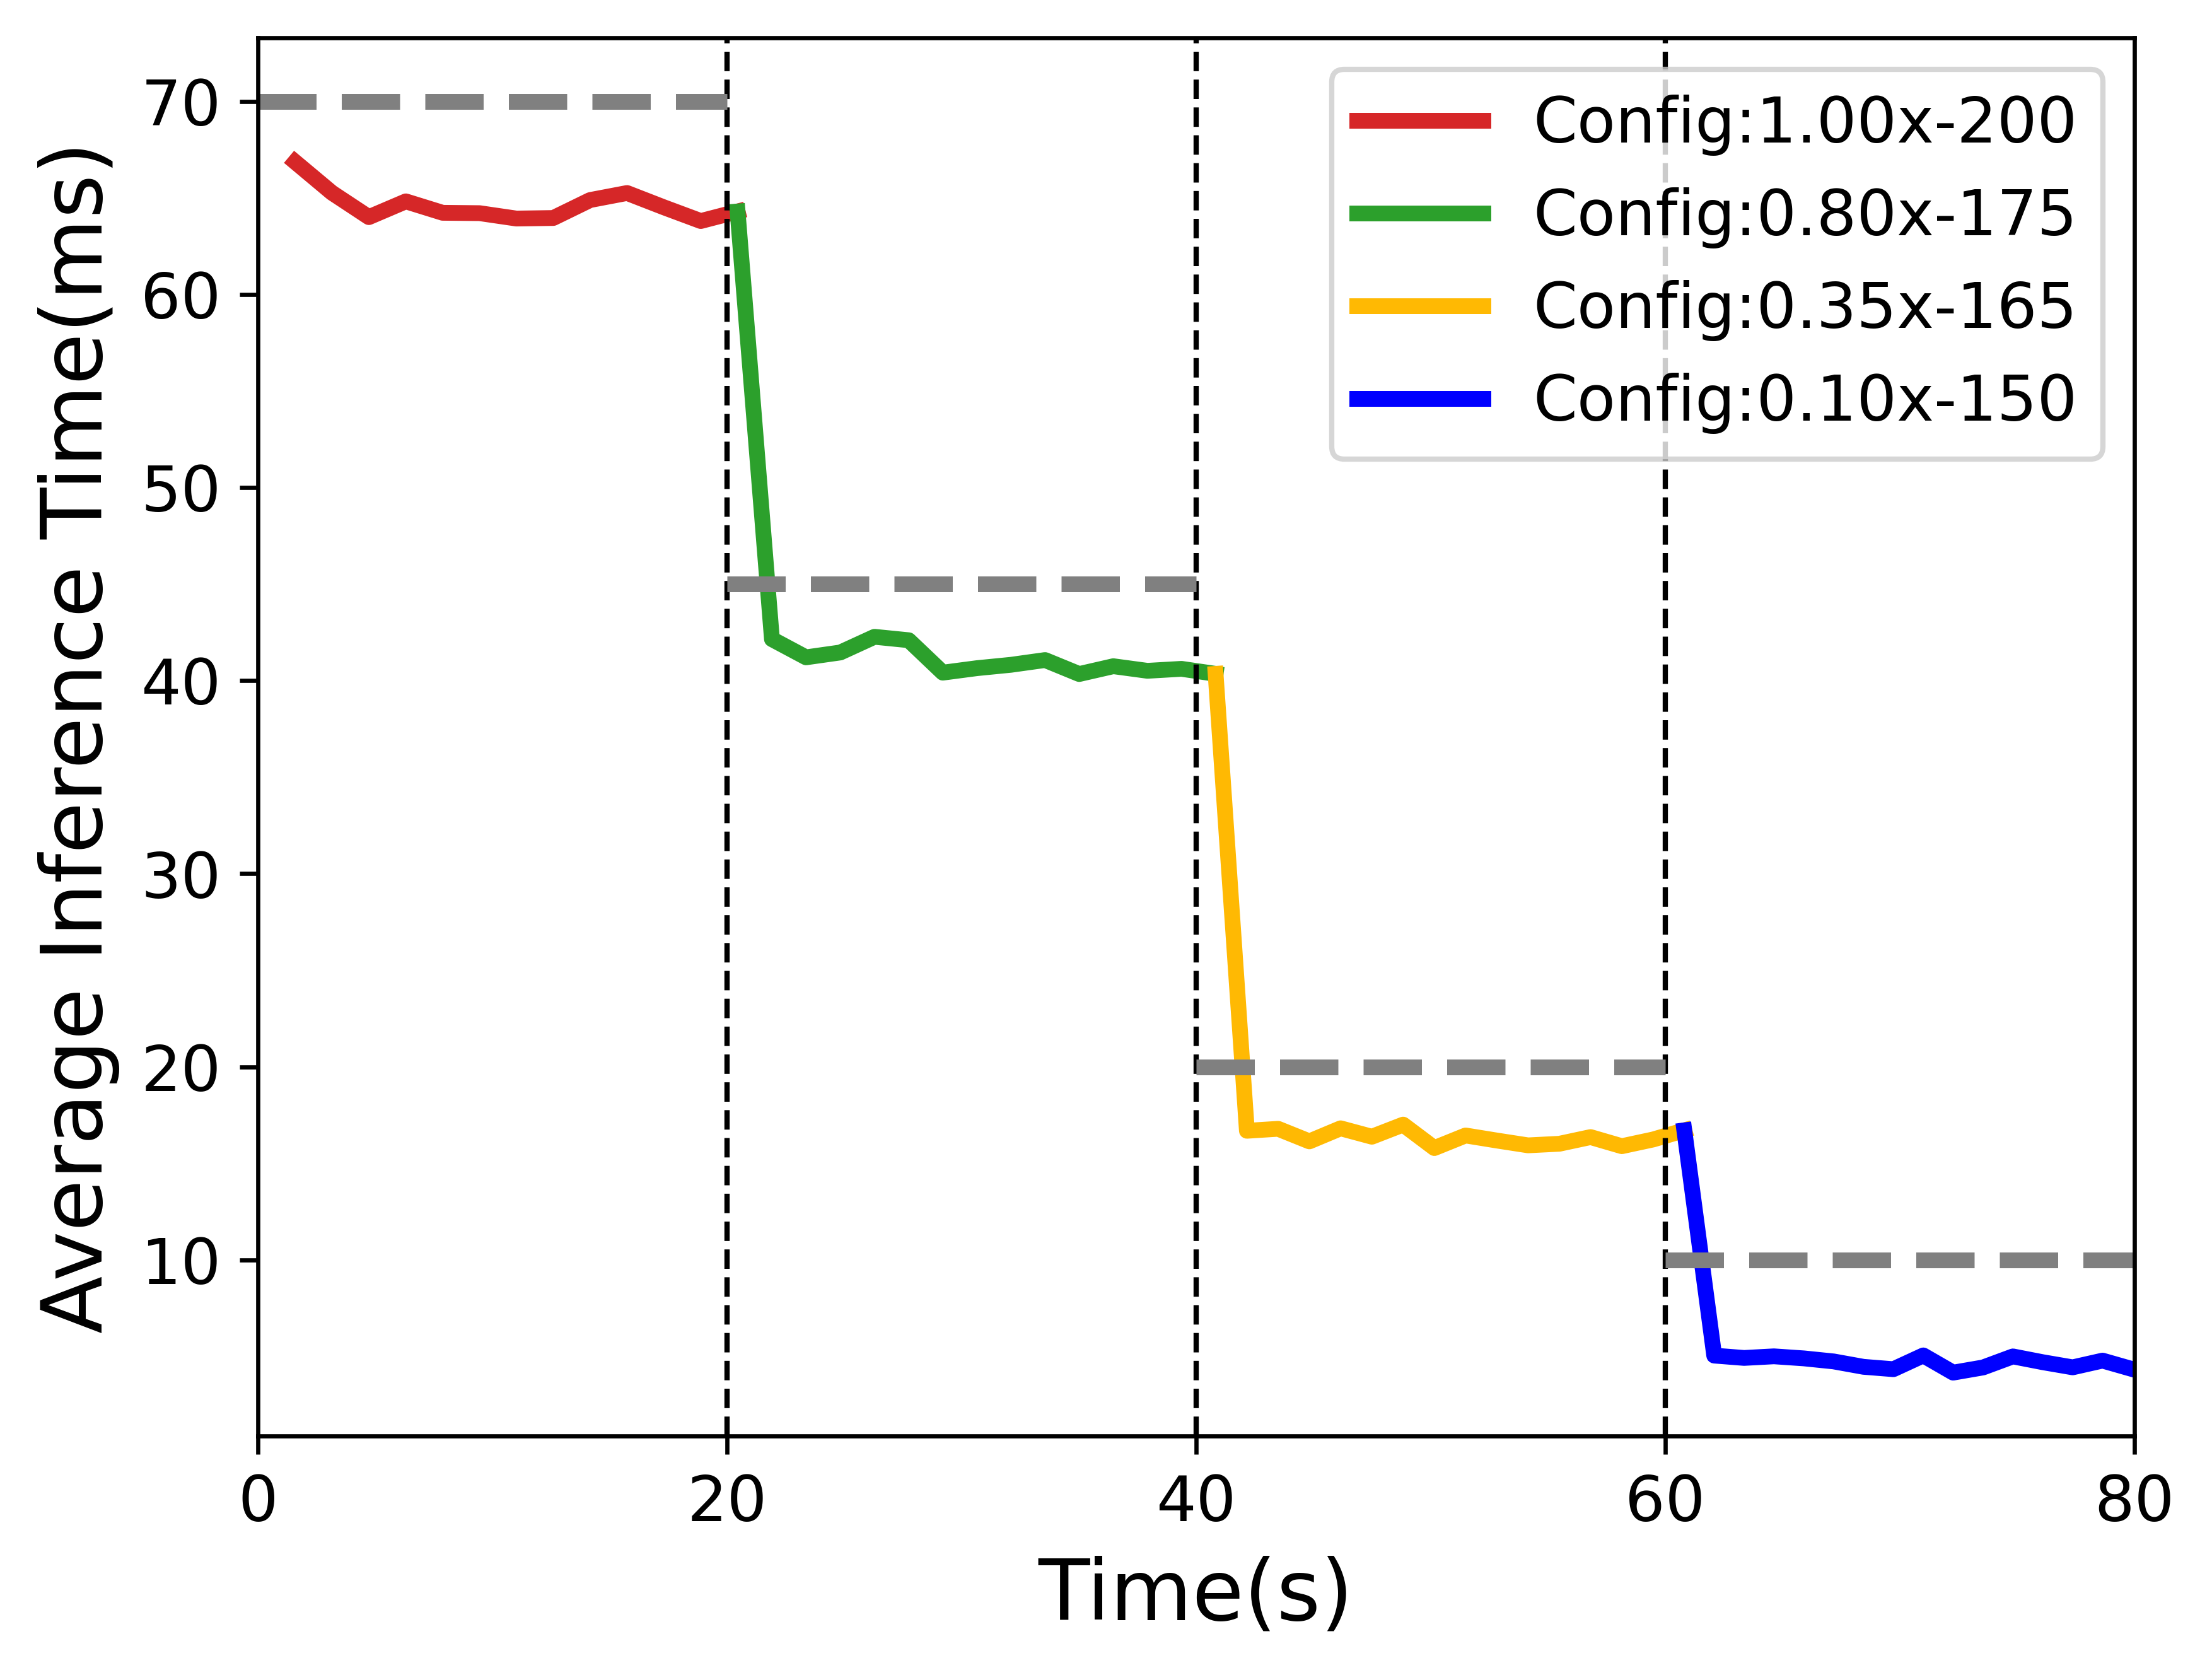 Average Inference Time(ms)
70
60
50
40
30
20
10
Config:1.00x-200
Config:0.80x-175
Config:0.35x-165
Config:0.10x-150
0 20 40 60 80
Time(s)